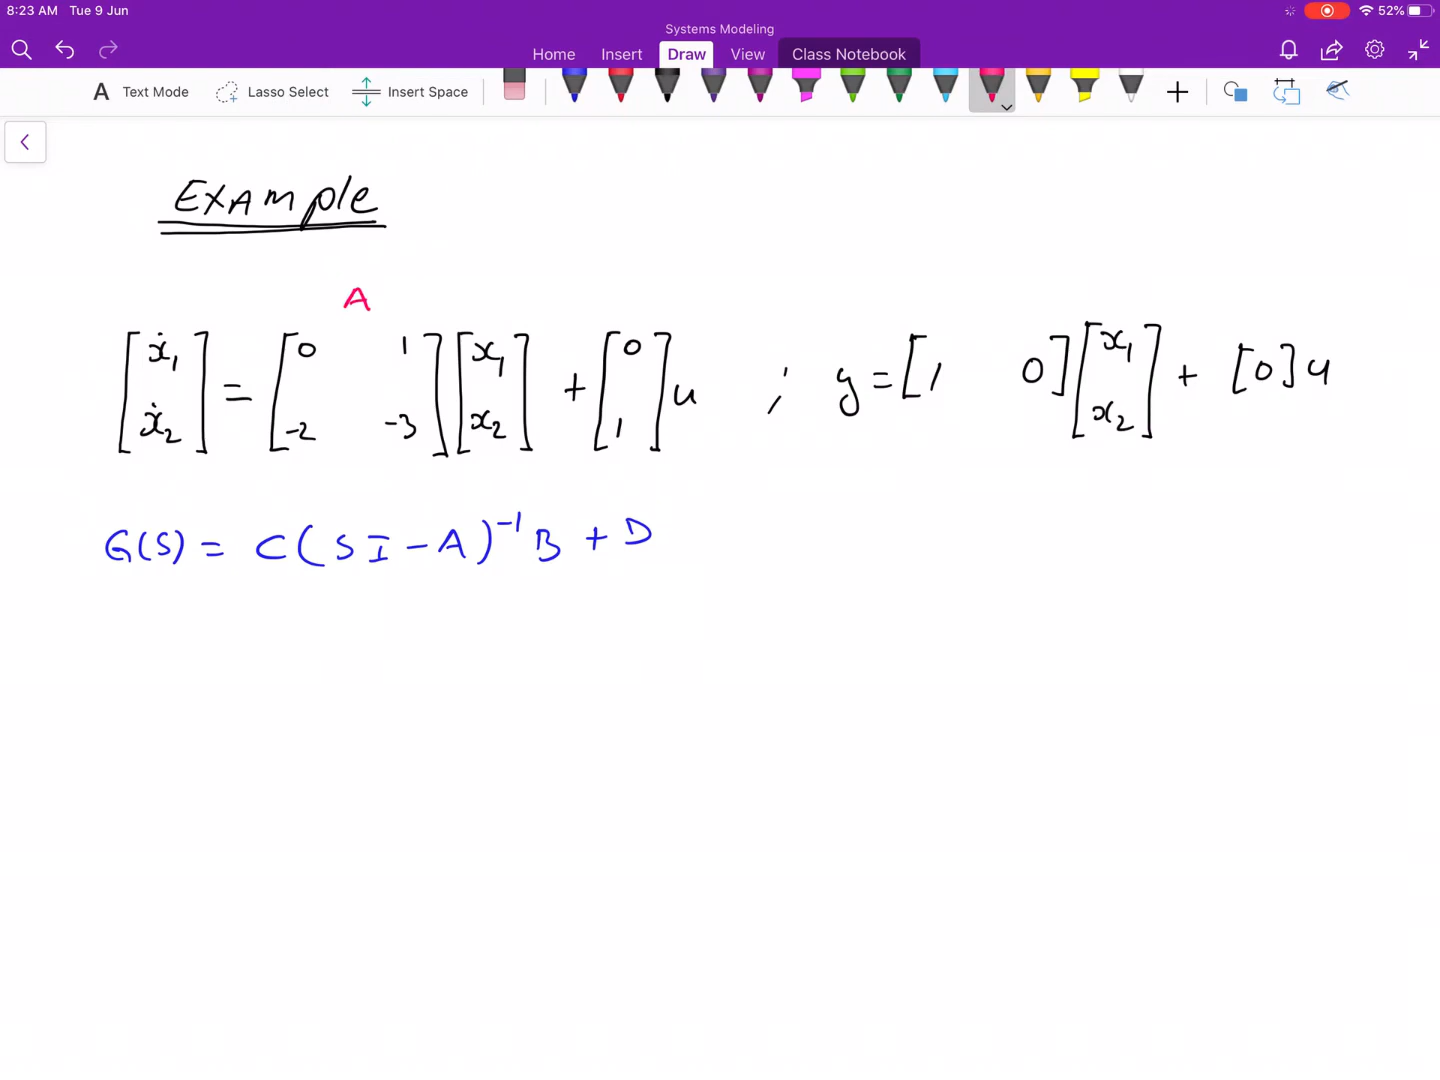 8:23 AM Tue 9 Jun 52%
Systems Modeling
Home Insert Draw View Class Notebook
A Text Mode Lasso Select Insert Space
Example
A
[ẋ₁ ẋ₂] = [0 1 -2 -3] [x₁ x₂] + [0 1] u ; y = [1 0] [x₁ x₂] + [0] u
G(S) = C(SI-A)⁻¹B + D